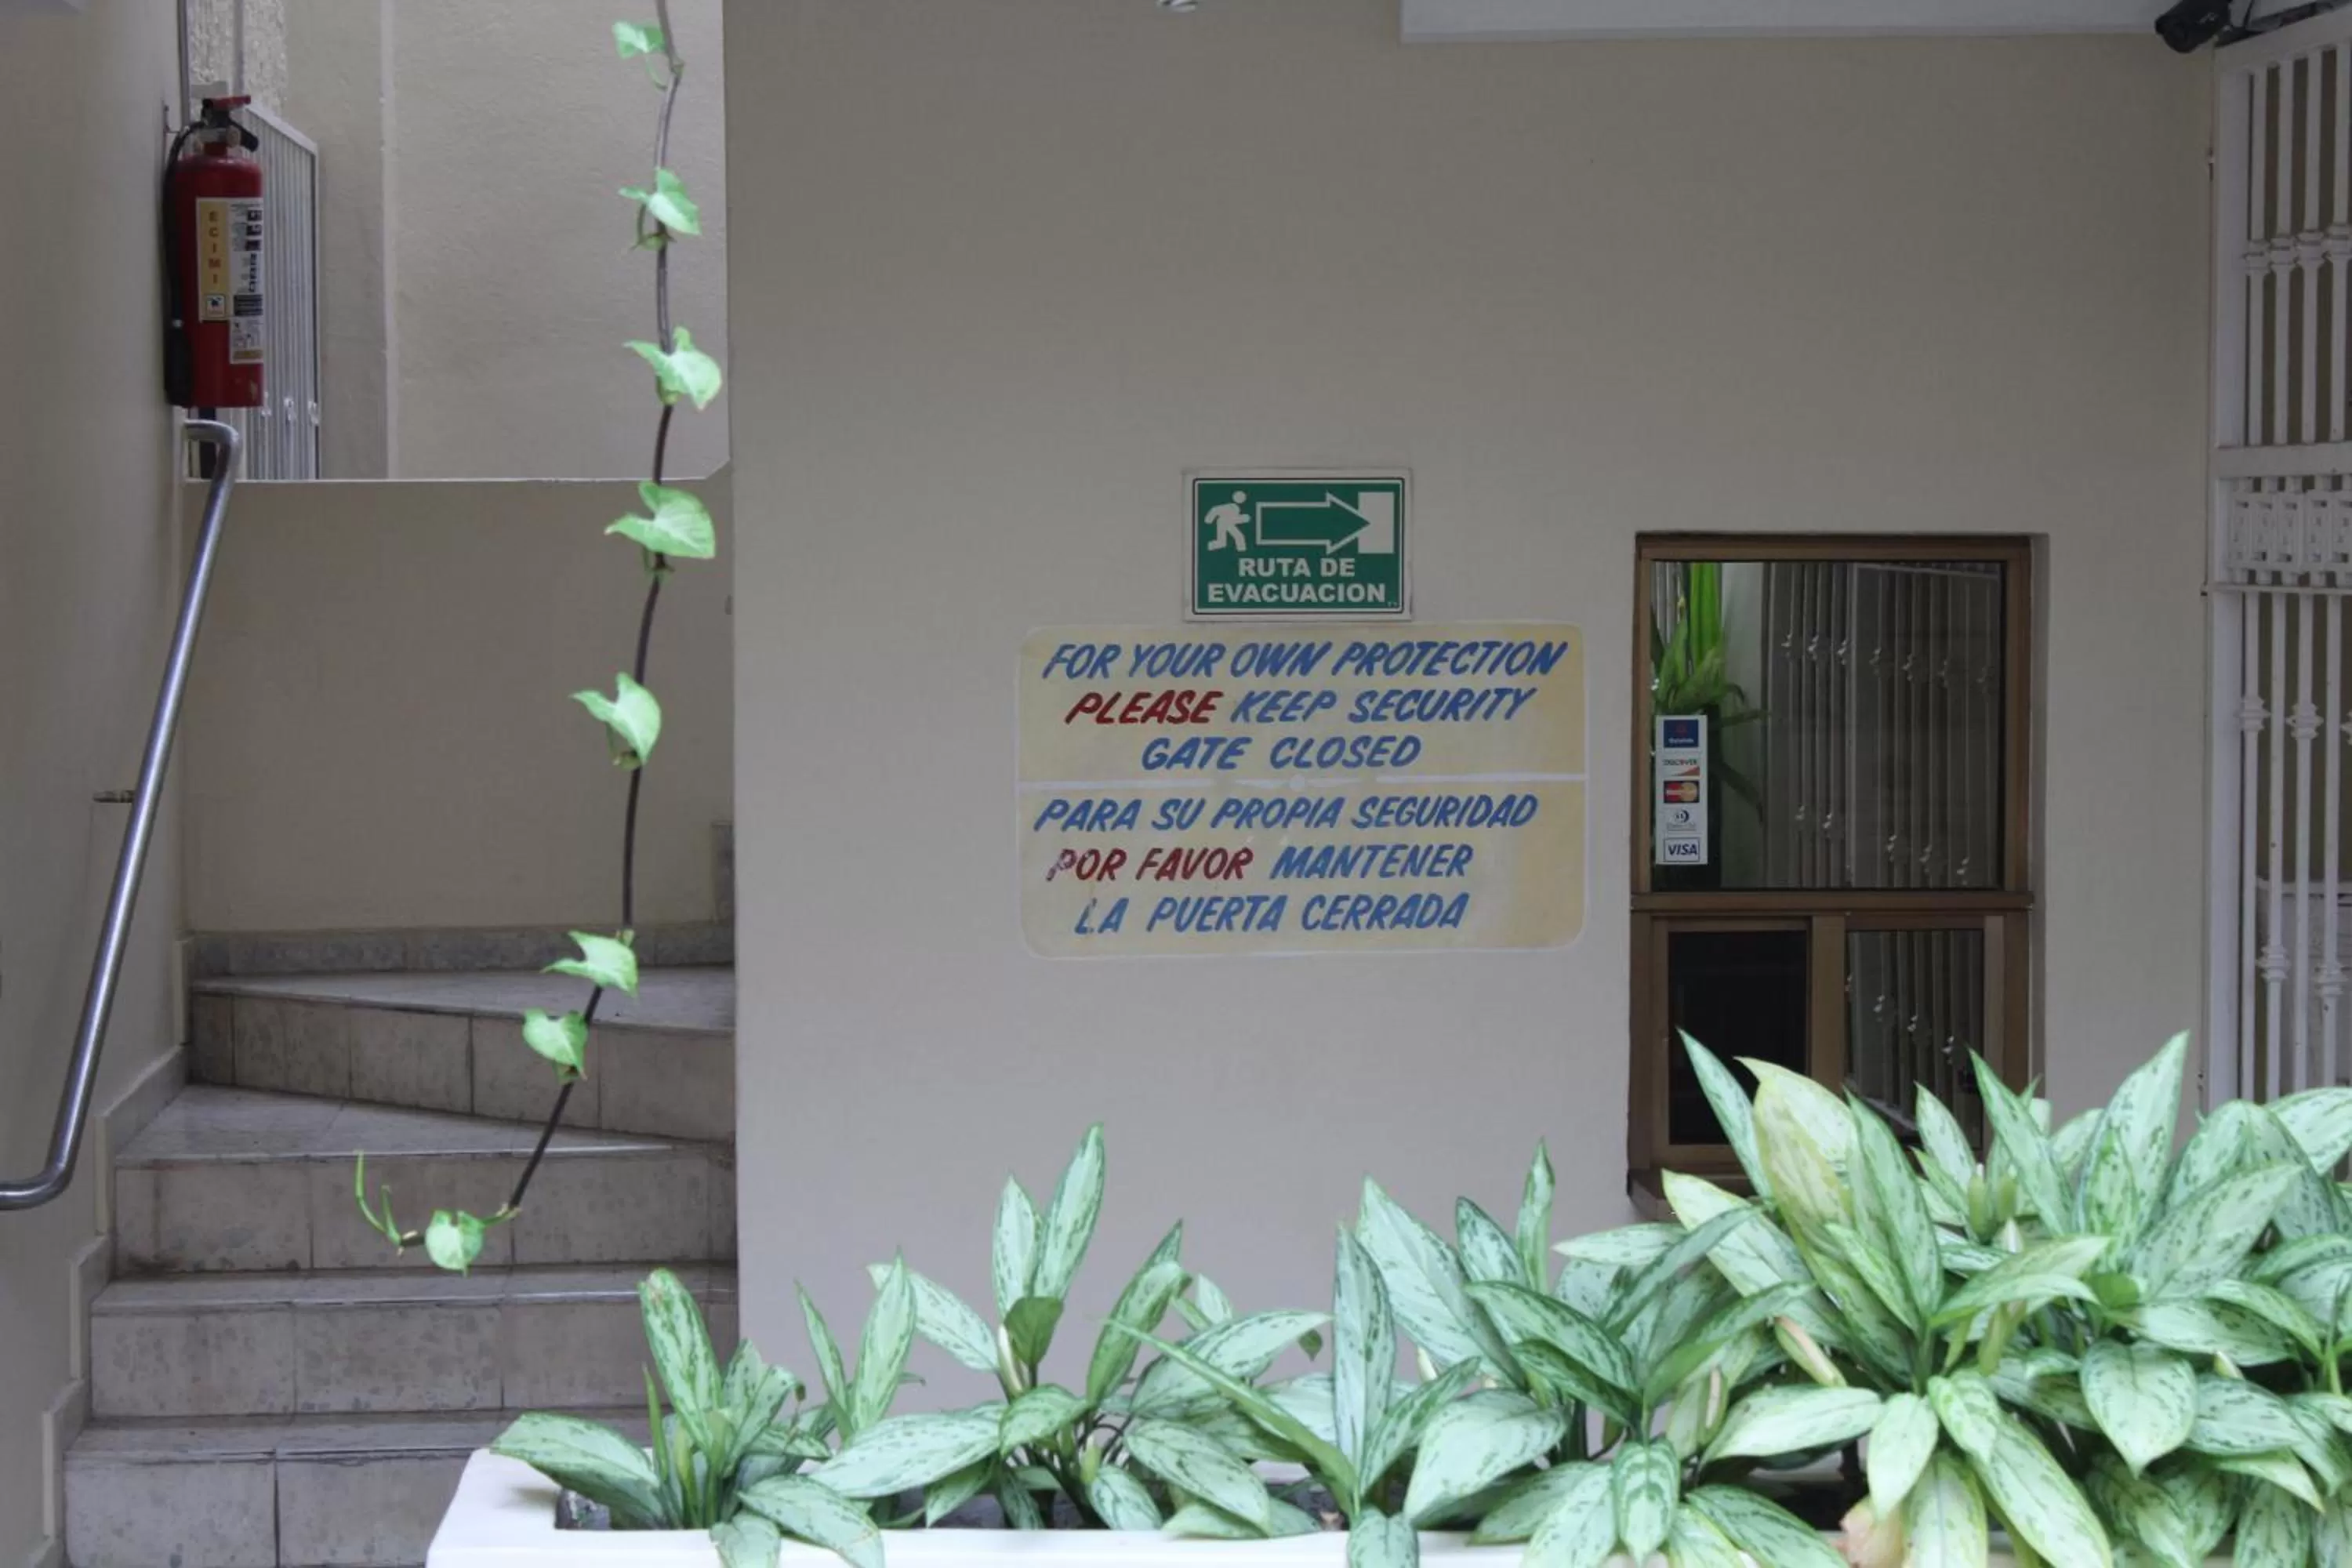 ECIMI
RUTA DE
EVACUACION
FOR YOUR OWN PROTECTION
PLEASE KEEP SECURITY
GATE CLOSED
PARA SU PROPIA SEGURIDAD
POR FAVOR MANTENER
LA PUERTA CERRADA
DISCOVER
VISA